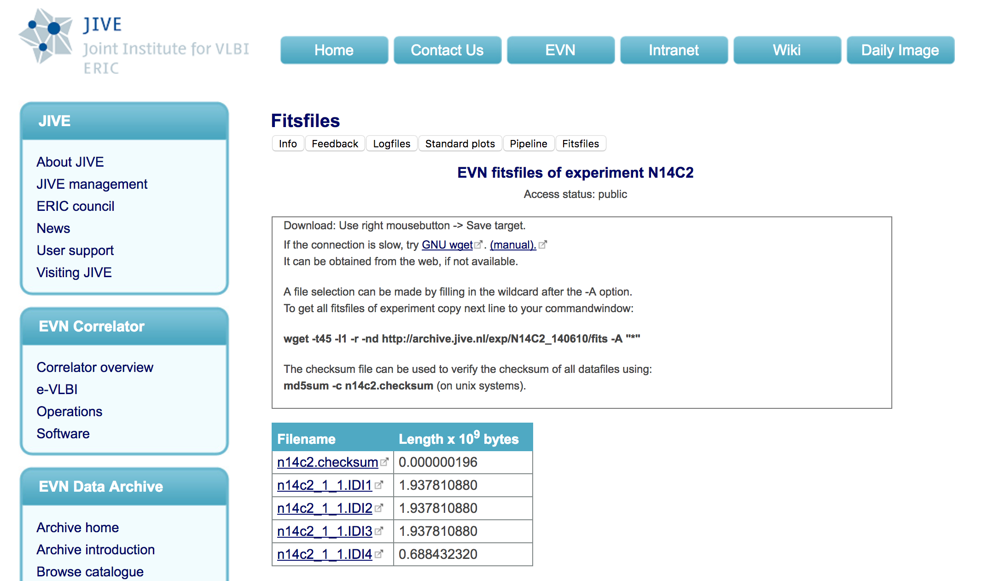 JIVE
Joint Institute for VLBI
ERIC
Home
Contact Us
EVN
Intranet
Wiki
Daily Image
JIVE
About JIVE
JIVE management
ERIC council
News
User support
Visiting JIVE
EVN Correlator
Correlator overview
e-VLBI
Operations
Software
EVN Data Archive
Archive home
Archive introduction
Browse catalogue
Fitsfiles
Info Feedback Logfiles Standard plots Pipeline Fitsfiles
EVN fitsfiles of experiment N14C2
Access status: public
Download: Use right mousebutton -> Save target.
If the connection is slow, try GNU wget. (manual).
It can be obtained from the web, if not available.
A file selection can be made by filling in the wildcard after the -A option.
To get all fitsfiles of experiment copy next line to your commandwindow:
wget -t45 -l1 -r -nd http://archive.jive.nl/exp/N14C2_140610/fits -A "*"
The checksum file can be used to verify the checksum of all datafiles using:
md5sum -c n14c2.checksum (on unix systems).
Filename Length x 10⁹ bytes
n14c2.checksum 0.000000196
n14c2_1_1.IDI1 1.937810880
n14c2_1_1.IDI2 1.937810880
n14c2_1_1.IDI3 1.937810880
n14c2_1_1.IDI4 0.688432320